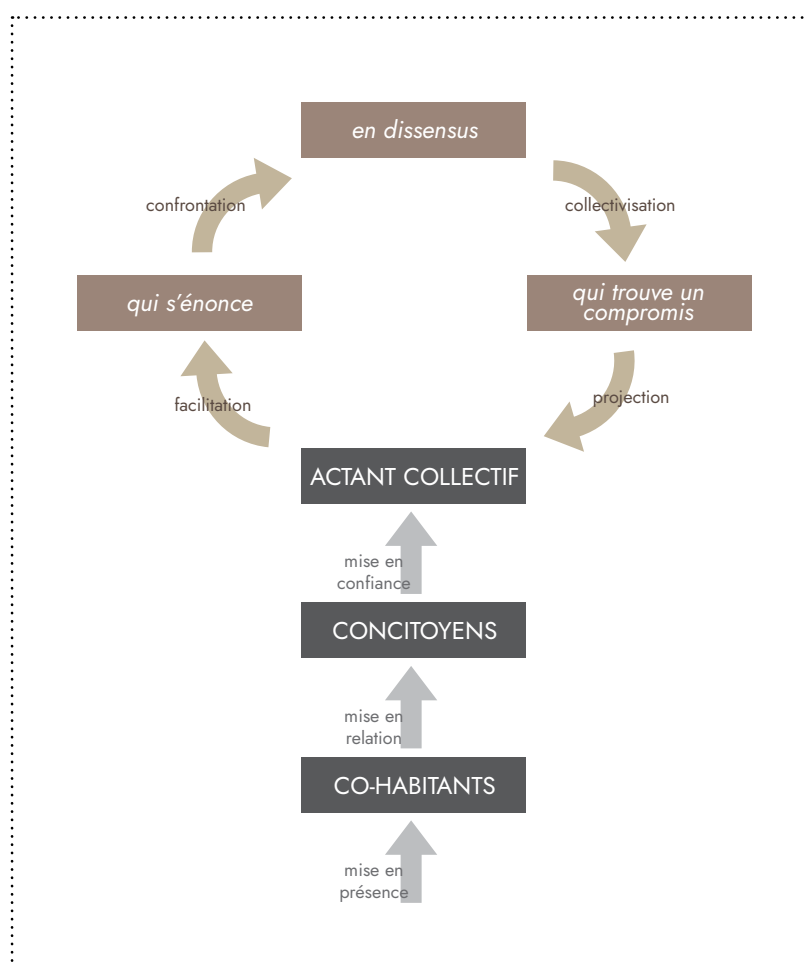 en dissensus
confrontation
collectivisation
qui s’énonce
qui trouve un
compromis
facilitation
projection
ACTANT COLLECTIF
mise en
confiance
CONCITOYENS
mise en
relation
CO-HABITANTS
mise en
présence